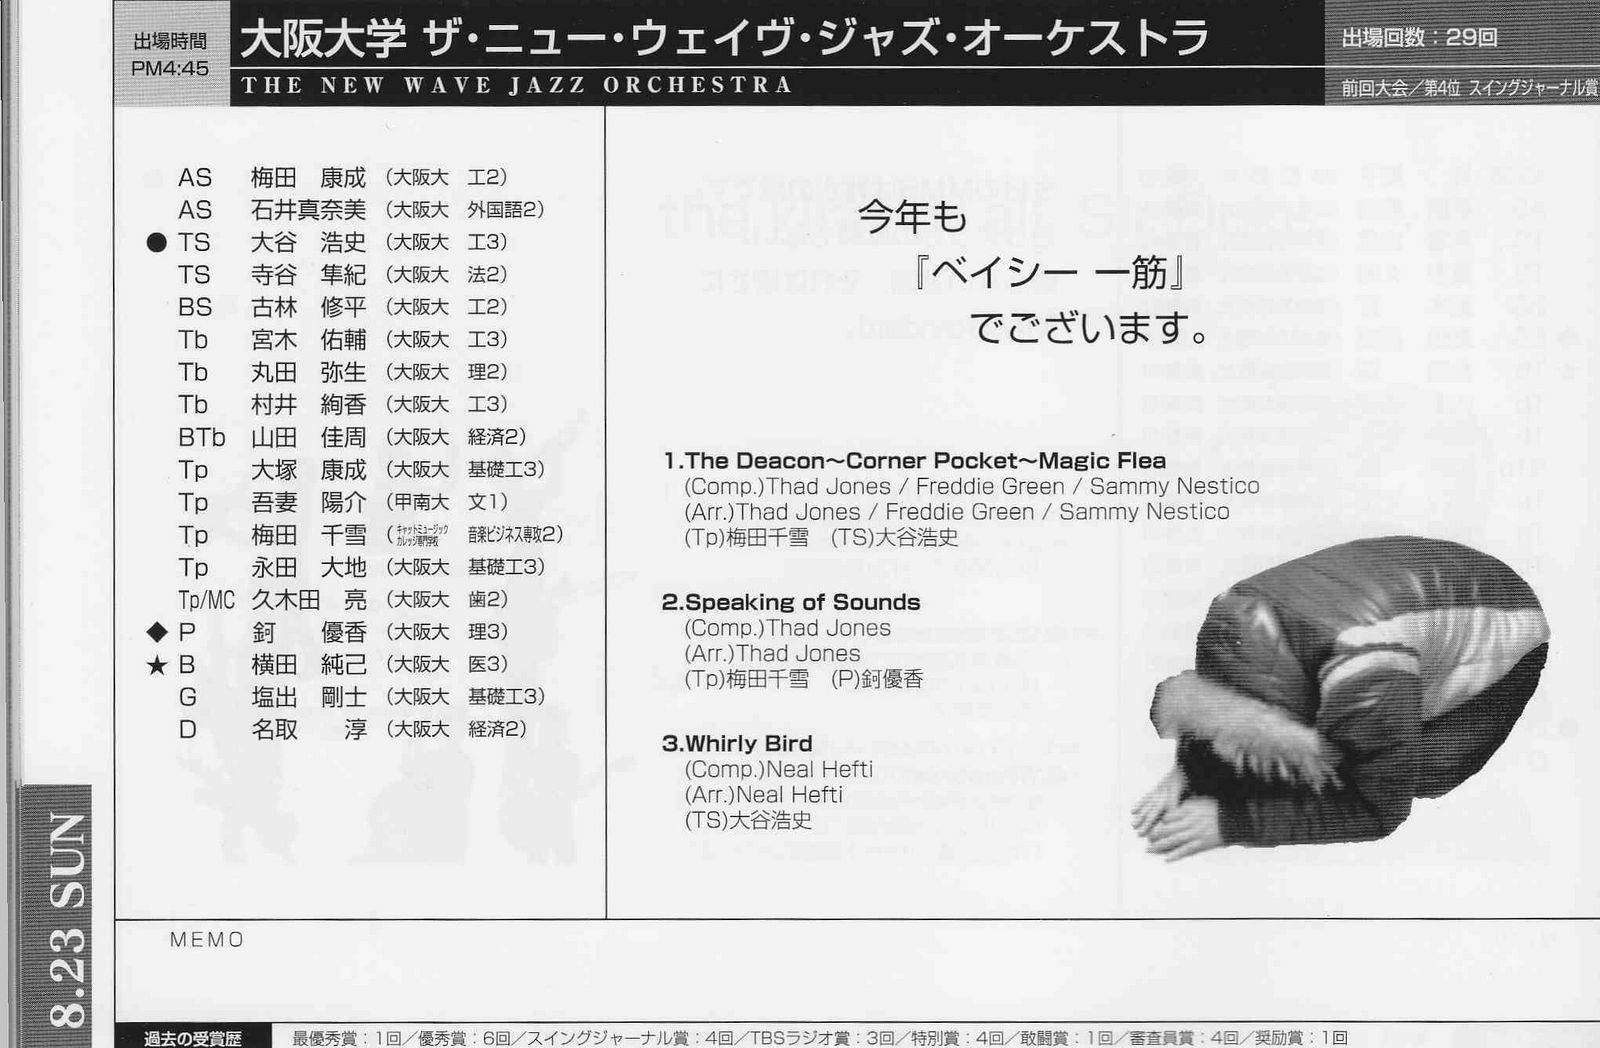 出場時間
PM4:45
大阪大学 ザ・ニュー・ウェイヴ・ジャズ・オーケストラ
THE NEW WAVE JAZZ ORCHESTRA
出場回数：29回
前回大会／第4位 スイングジャーナル賞
AS 梅田 康成 （大阪大 工2）
AS 石井真奈美 （大阪大 外国語2）
● TS 大谷 浩史 （大阪大 工3）
TS 寺谷 隼紀 （大阪大 法2）
BS 古林 修平 （大阪大 工2）
Tb 宮木 佑輔 （大阪大 工3）
Tb 丸田 弥生 （大阪大 理2）
Tb 村井 絢香 （大阪大 工3）
BTb 山田 佳周 （大阪大 経済2）
Tp 大塚 康成 （大阪大 基礎工3）
Tp 吾妻 陽介 （甲南大 文1）
Tp 梅田 千雪 （キャットミュージックカレッジ専門学校 音楽ビジネス専攻2）
Tp 永田 大地 （大阪大 基礎工3）
Tp/MC 久木田 亮 （大阪大 歯2）
◆ P 釼 優香 （大阪大 理3）
★ B 横田 純己 （大阪大 医3）
G 塩出 剛士 （大阪大 基礎工3）
D 名取 淳 （大阪大 経済2）
今年も
『ベイシー 一筋』
でございます。
1.The Deacon〜Corner Pocket〜Magic Flea
(Comp.)Thad Jones / Freddie Green / Sammy Nestico
(Arr.)Thad Jones / Freddie Green / Sammy Nestico
(Tp)梅田千雪 (TS)大谷浩史
2.Speaking of Sounds
(Comp.)Thad Jones
(Arr.)Thad Jones
(Tp)梅田千雪 (P)釼優香
3.Whirly Bird
(Comp.)Neal Hefti
(Arr.)Neal Hefti
(TS)大谷浩史
8.23 SUN
MEMO
過去の受賞歴
最優秀賞：1回／優秀賞：6回／スイングジャーナル賞：4回／TBSラジオ賞：3回／特別賞：4回／敢闘賞：1回／審査員賞：4回／奨励賞：1回